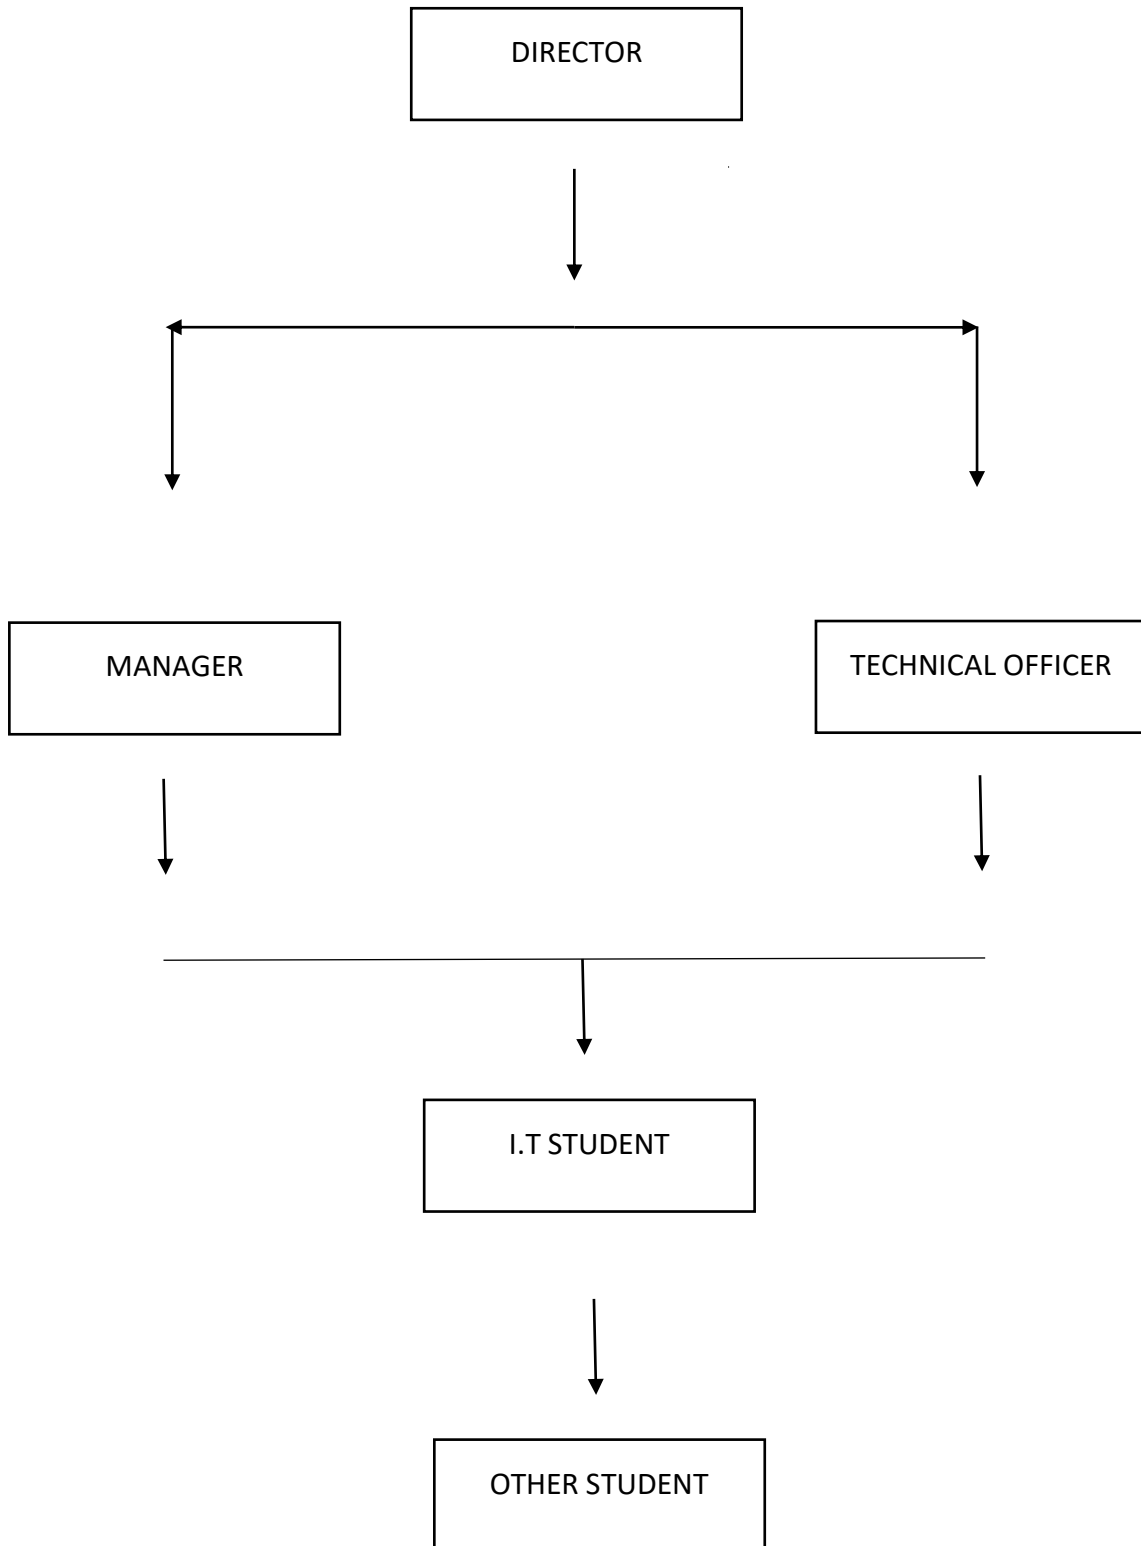 DIRECTOR
MANAGER
TECHNICAL OFFICER
I.T STUDENT
OTHER STUDENT